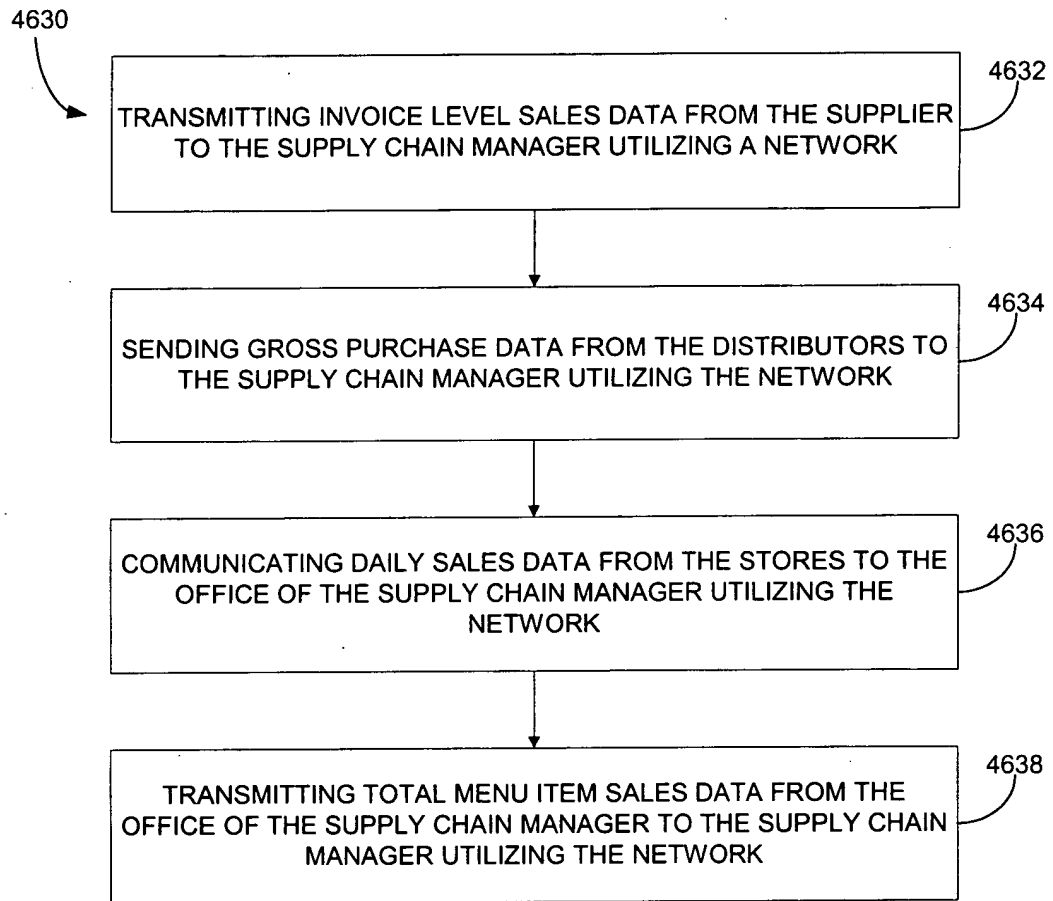 4630
4632
TRANSMITTING INVOICE LEVEL SALES DATA FROM THE SUPPLIER
TO THE SUPPLY CHAIN MANAGER UTILIZING A NETWORK
4634
SENDING GROSS PURCHASE DATA FROM THE DISTRIBUTORS TO
THE SUPPLY CHAIN MANAGER UTILIZING THE NETWORK
4636
COMMUNICATING DAILY SALES DATA FROM THE STORES TO THE
OFFICE OF THE SUPPLY CHAIN MANAGER UTILIZING THE
NETWORK
4638
TRANSMITTING TOTAL MENU ITEM SALES DATA FROM THE
OFFICE OF THE SUPPLY CHAIN MANAGER TO THE SUPPLY CHAIN
MANAGER UTILIZING THE NETWORK